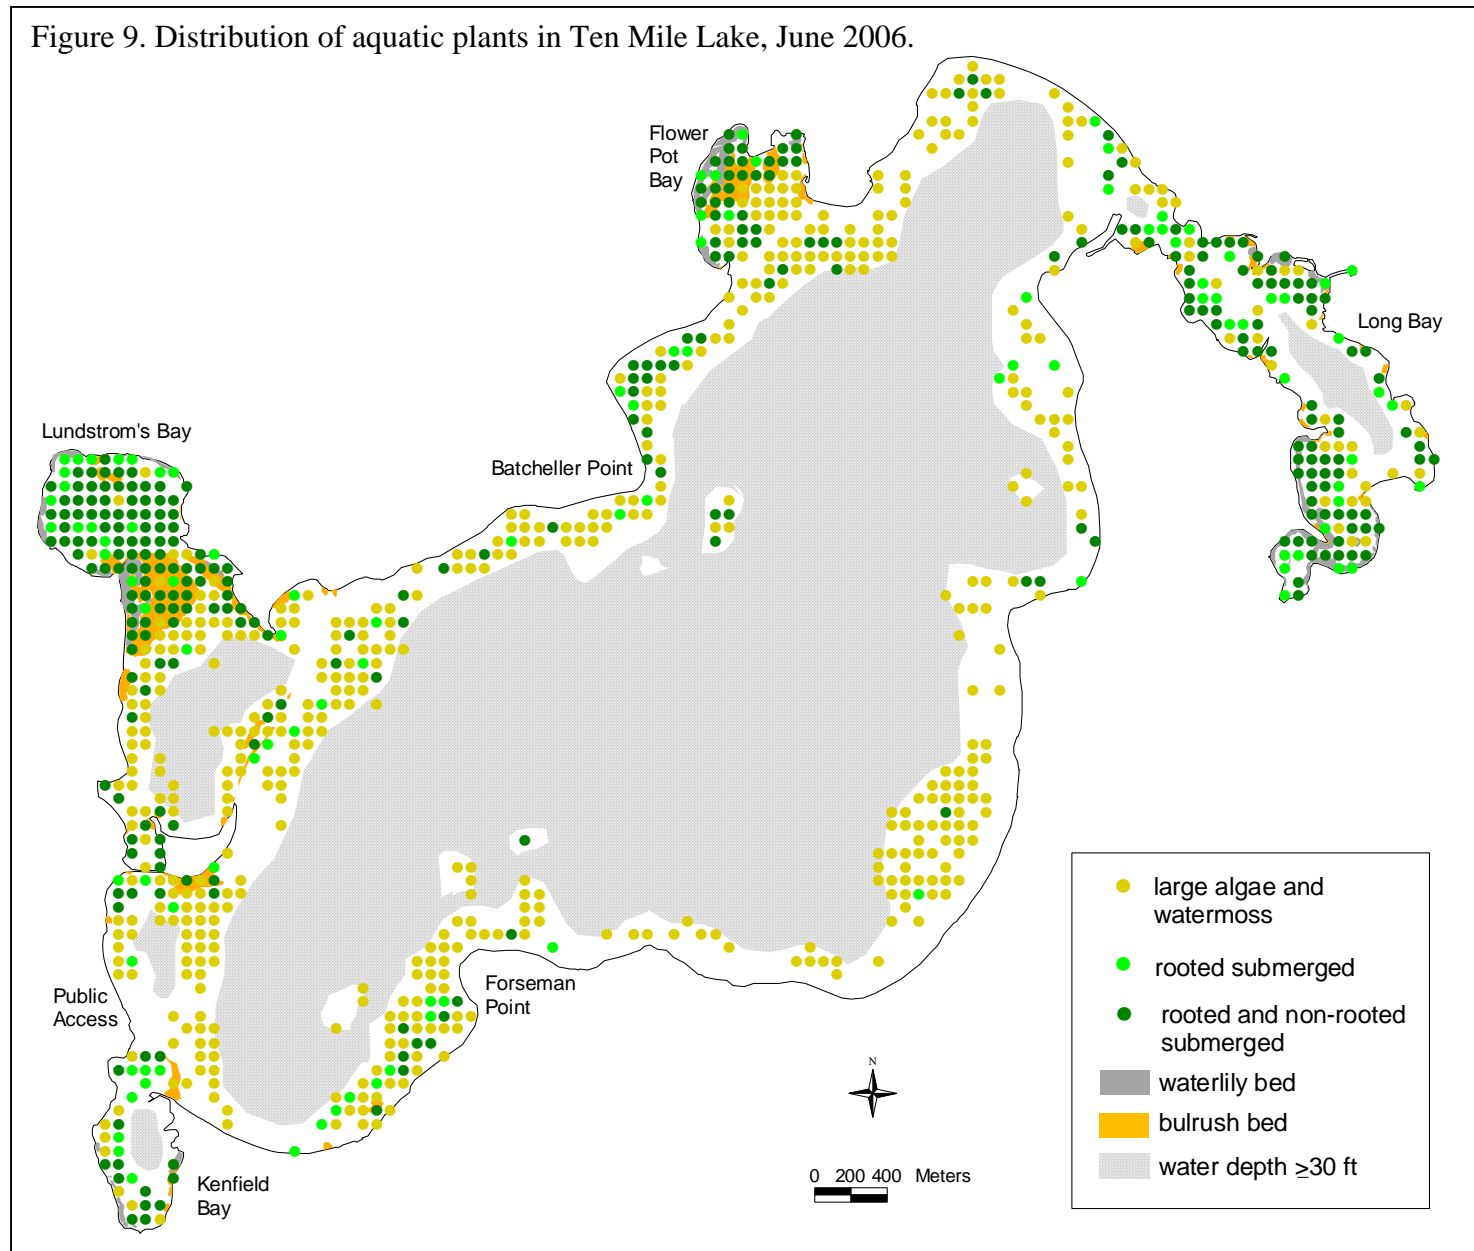 Figure 9. Distribution of aquatic plants in Ten Mile Lake, June 2006.
Flower
Pot
Bay
Long Bay
Lundstrom's Bay
Batcheller Point
Forseman
Point
Public
Access
Kenfield
Bay
N
0 200 400 Meters
large algae and
watermoss
rooted submerged
rooted and non-rooted
submerged
waterlily bed
bulrush bed
water depth ≥30 ft